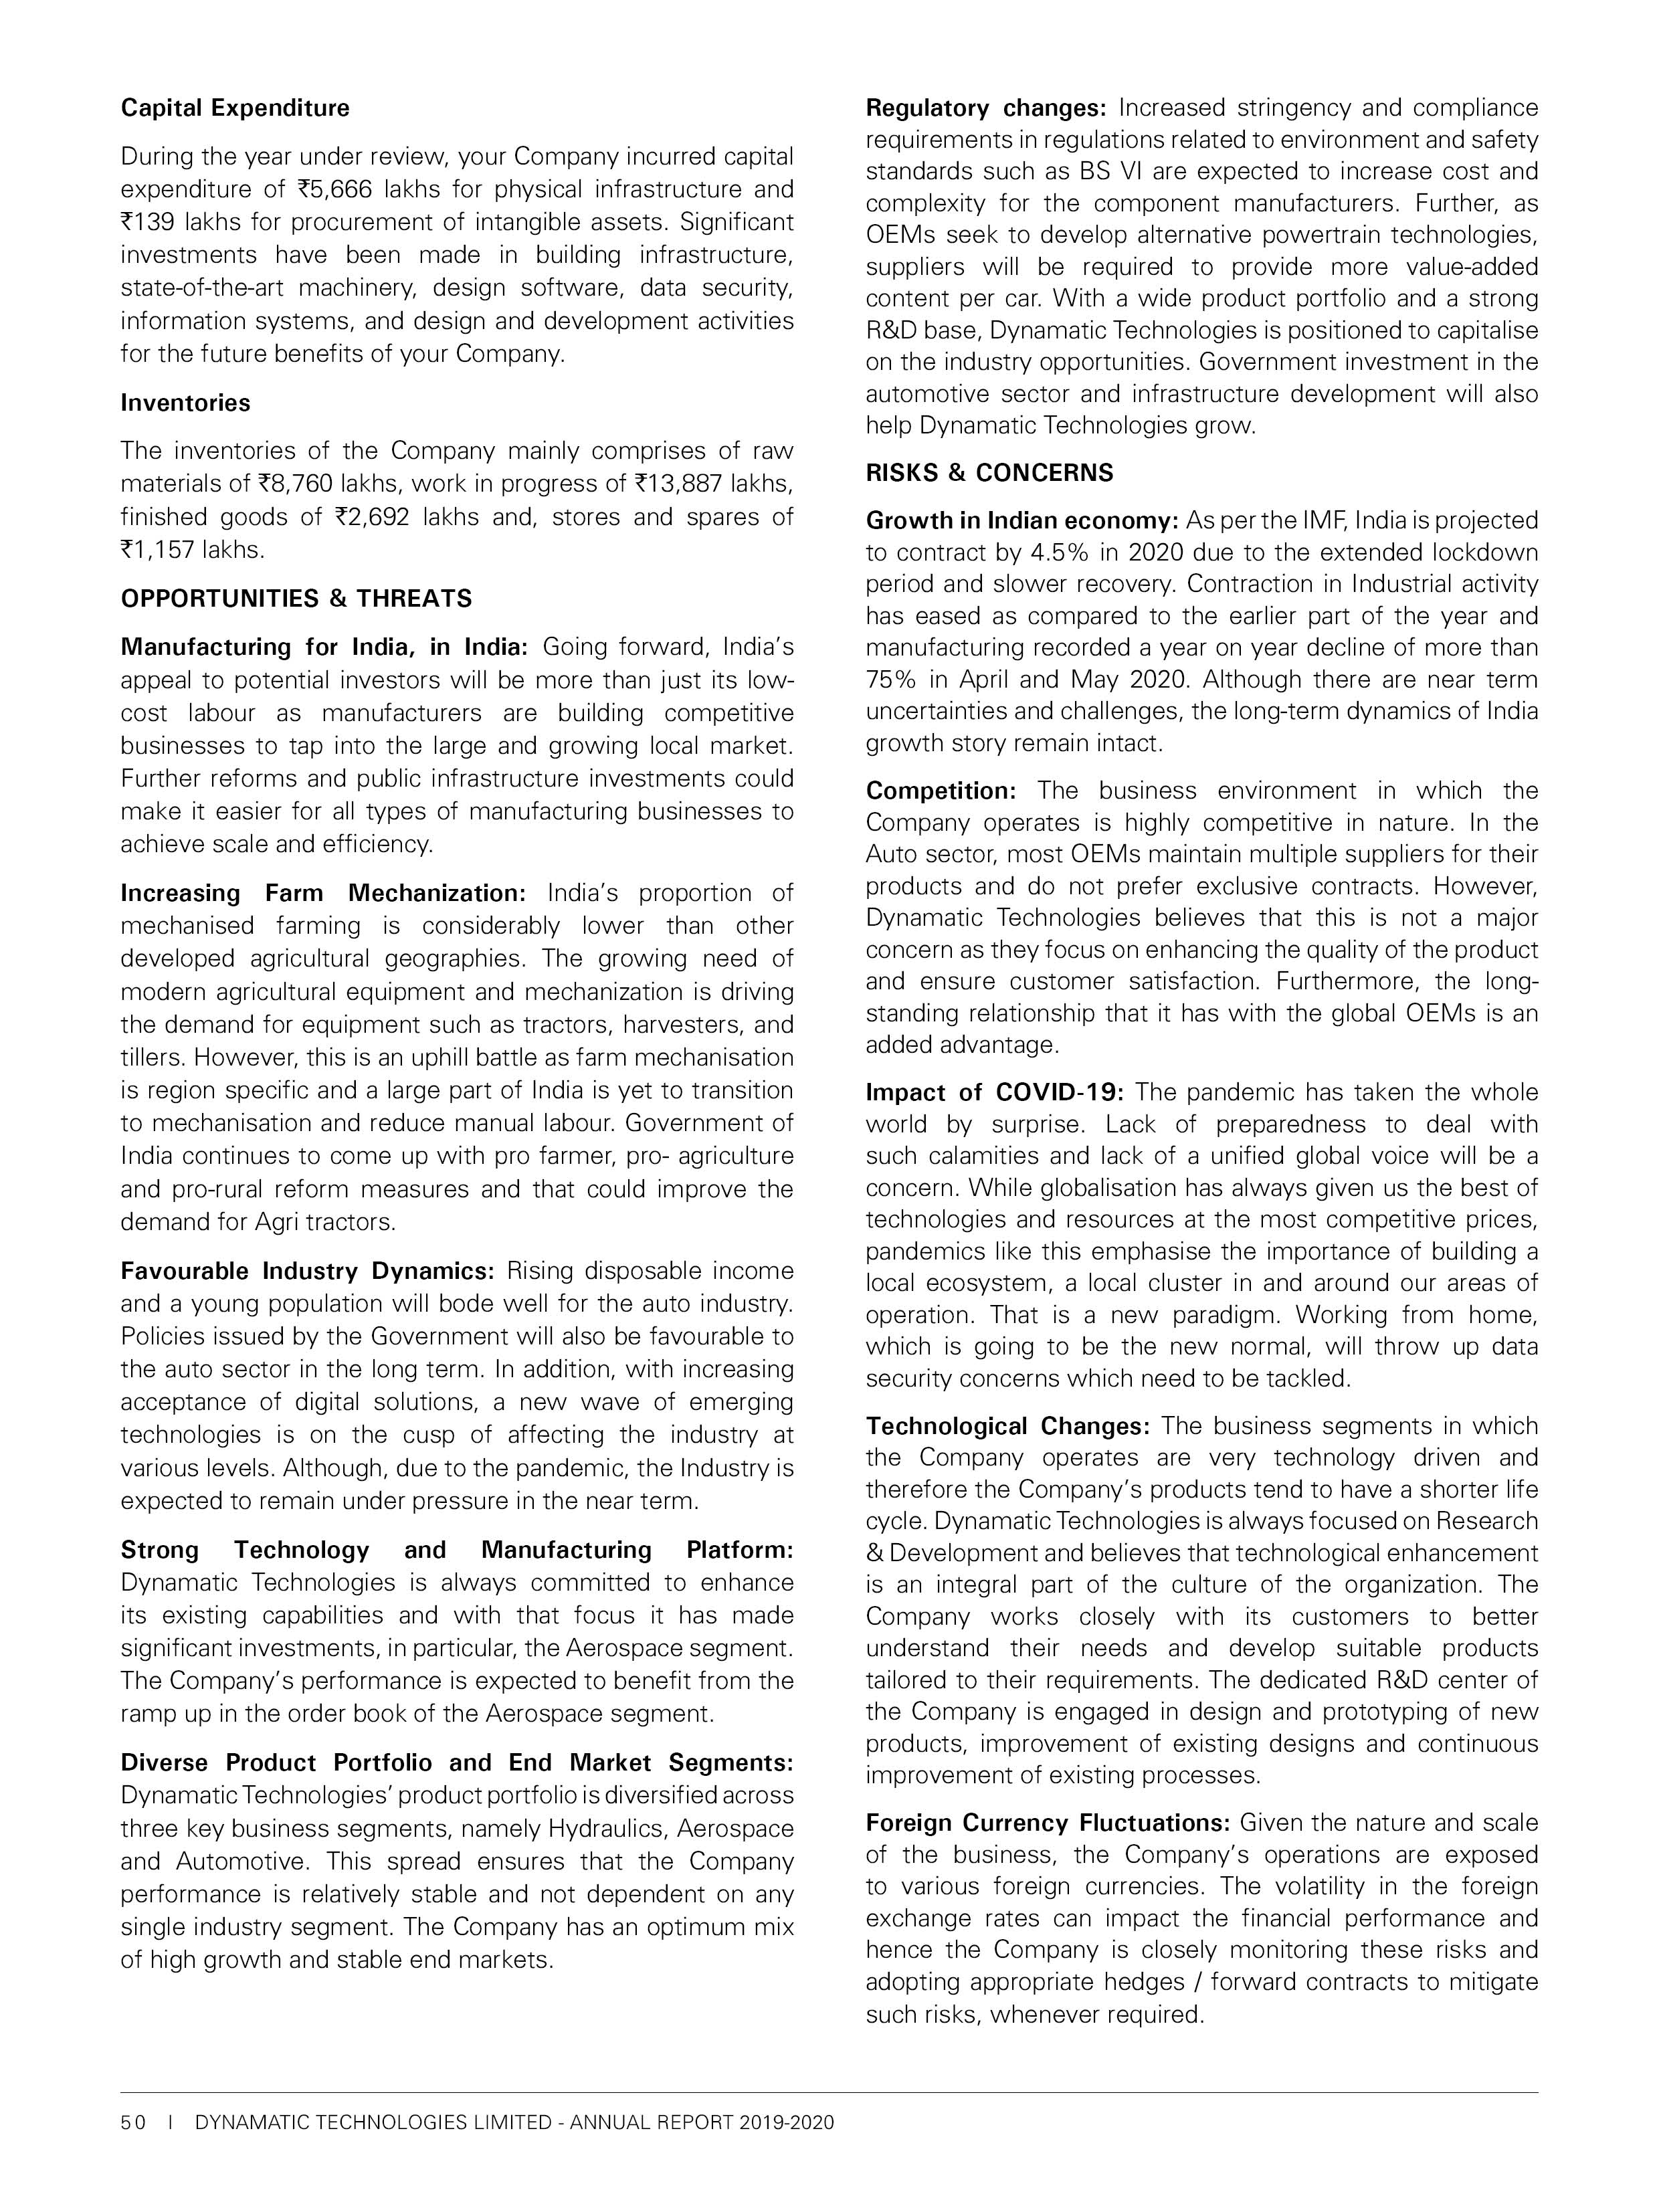 Capital Expenditure
During the year under review, your Company incurred capital
expenditure of ₹5,666 lakhs for physical infrastructure and
₹139 lakhs for procurement of intangible assets. Significant
investments have been made in building infrastructure,
state-of-the-art machinery, design software, data security,
information systems, and design and development activities
for the future benefits of your Company.
Inventories
The inventories of the Company mainly comprises of raw
materials of ₹8,760 lakhs, work in progress of ₹13,887 lakhs,
finished goods of ₹2,692 lakhs and, stores and spares of
₹1,157 lakhs.
OPPORTUNITIES & THREATS
Manufacturing for India, in India: Going forward, India's
appeal to potential investors will be more than just its low-
cost labour as manufacturers are building competitive
businesses to tap into the large and growing local market.
Further reforms and public infrastructure investments could
make it easier for all types of manufacturing businesses to
achieve scale and efficiency.
Increasing Farm Mechanization: India's proportion of
mechanised farming is considerably lower than other
developed agricultural geographies. The growing need of
modern agricultural equipment and mechanization is driving
the demand for equipment such as tractors, harvesters, and
tillers. However, this is an uphill battle as farm mechanisation
is region specific and a large part of India is yet to transition
to mechanisation and reduce manual labour. Government of
India continues to come up with pro farmer, pro- agriculture
and pro-rural reform measures and that could improve the
demand for Agri tractors.
Favourable Industry Dynamics: Rising disposable income
and a young population will bode well for the auto industry.
Policies issued by the Government will also be favourable to
the auto sector in the long term. In addition, with increasing
acceptance of digital solutions, a new wave of emerging
technologies is on the cusp of affecting the industry at
various levels. Although, due to the pandemic, the Industry is
expected to remain under pressure in the near term.
Strong Technology and Manufacturing Platform:
Dynamatic Technologies is always committed to enhance
its existing capabilities and with that focus it has made
significant investments, in particular, the Aerospace segment.
The Company's performance is expected to benefit from the
ramp up in the order book of the Aerospace segment.
Diverse Product Portfolio and End Market Segments:
Dynamatic Technologies' product portfolio is diversified across
three key business segments, namely Hydraulics, Aerospace
and Automotive. This spread ensures that the Company
performance is relatively stable and not dependent on any
single industry segment. The Company has an optimum mix
of high growth and stable end markets.
Regulatory changes: Increased stringency and compliance
requirements in regulations related to environment and safety
standards such as BS VI are expected to increase cost and
complexity for the component manufacturers. Further, as
OEMs seek to develop alternative powertrain technologies,
suppliers will be required to provide more value-added
content per car. With a wide product portfolio and a strong
R&D base, Dynamatic Technologies is positioned to capitalise
on the industry opportunities. Government investment in the
automotive sector and infrastructure development will also
help Dynamatic Technologies grow.
RISKS & CONCERNS
Growth in Indian economy: As per the IMF, India is projected
to contract by 4.5% in 2020 due to the extended lockdown
period and slower recovery. Contraction in Industrial activity
has eased as compared to the earlier part of the year and
manufacturing recorded a year on year decline of more than
75% in April and May 2020. Although there are near term
uncertainties and challenges, the long-term dynamics of India
growth story remain intact.
Competition: The business environment in which the
Company operates is highly competitive in nature. In the
Auto sector, most OEMs maintain multiple suppliers for their
products and do not prefer exclusive contracts. However,
Dynamatic Technologies believes that this is not a major
concern as they focus on enhancing the quality of the product
and ensure customer satisfaction. Furthermore, the long-
standing relationship that it has with the global OEMs is an
added advantage.
Impact of COVID-19: The pandemic has taken the whole
world by surprise. Lack of preparedness to deal with
such calamities and lack of a unified global voice will be a
concern. While globalisation has always given us the best of
technologies and resources at the most competitive prices,
pandemics like this emphasise the importance of building a
local ecosystem, a local cluster in and around our areas of
operation. That is a new paradigm. Working from home,
which is going to be the new normal, will throw up data
security concerns which need to be tackled.
Technological Changes: The business segments in which
the Company operates are very technology driven and
therefore the Company's products tend to have a shorter life
cycle. Dynamatic Technologies is always focused on Research
& Development and believes that technological enhancement
is an integral part of the culture of the organization. The
Company works closely with its customers to better
understand their needs and develop suitable products
tailored to their requirements. The dedicated R&D center of
the Company is engaged in design and prototyping of new
products, improvement of existing designs and continuous
improvement of existing processes.
Foreign Currency Fluctuations: Given the nature and scale
of the business, the Company's operations are exposed
to various foreign currencies. The volatility in the foreign
exchange rates can impact the financial performance and
hence the Company is closely monitoring these risks and
adopting appropriate hedges / forward contracts to mitigate
such risks, whenever required.
50 | DYNAMATIC TECHNOLOGIES LIMITED - ANNUAL REPORT 2019-2020